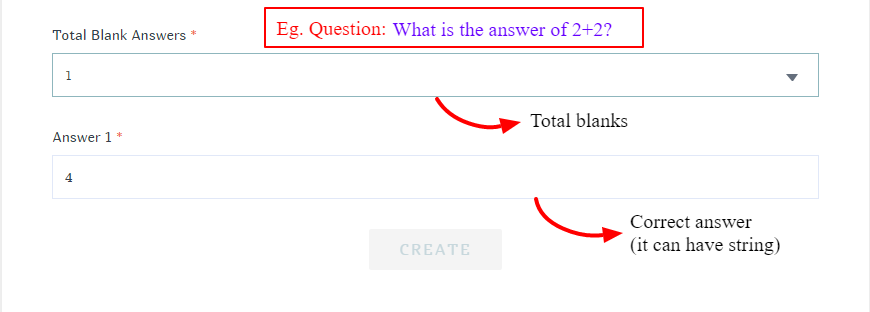 Eg. Question: What is the answer of 2+2?
Total Blank Answers *
1
Total blanks
Answer 1 *
4
Correct answer
(it can have string)
CREATE